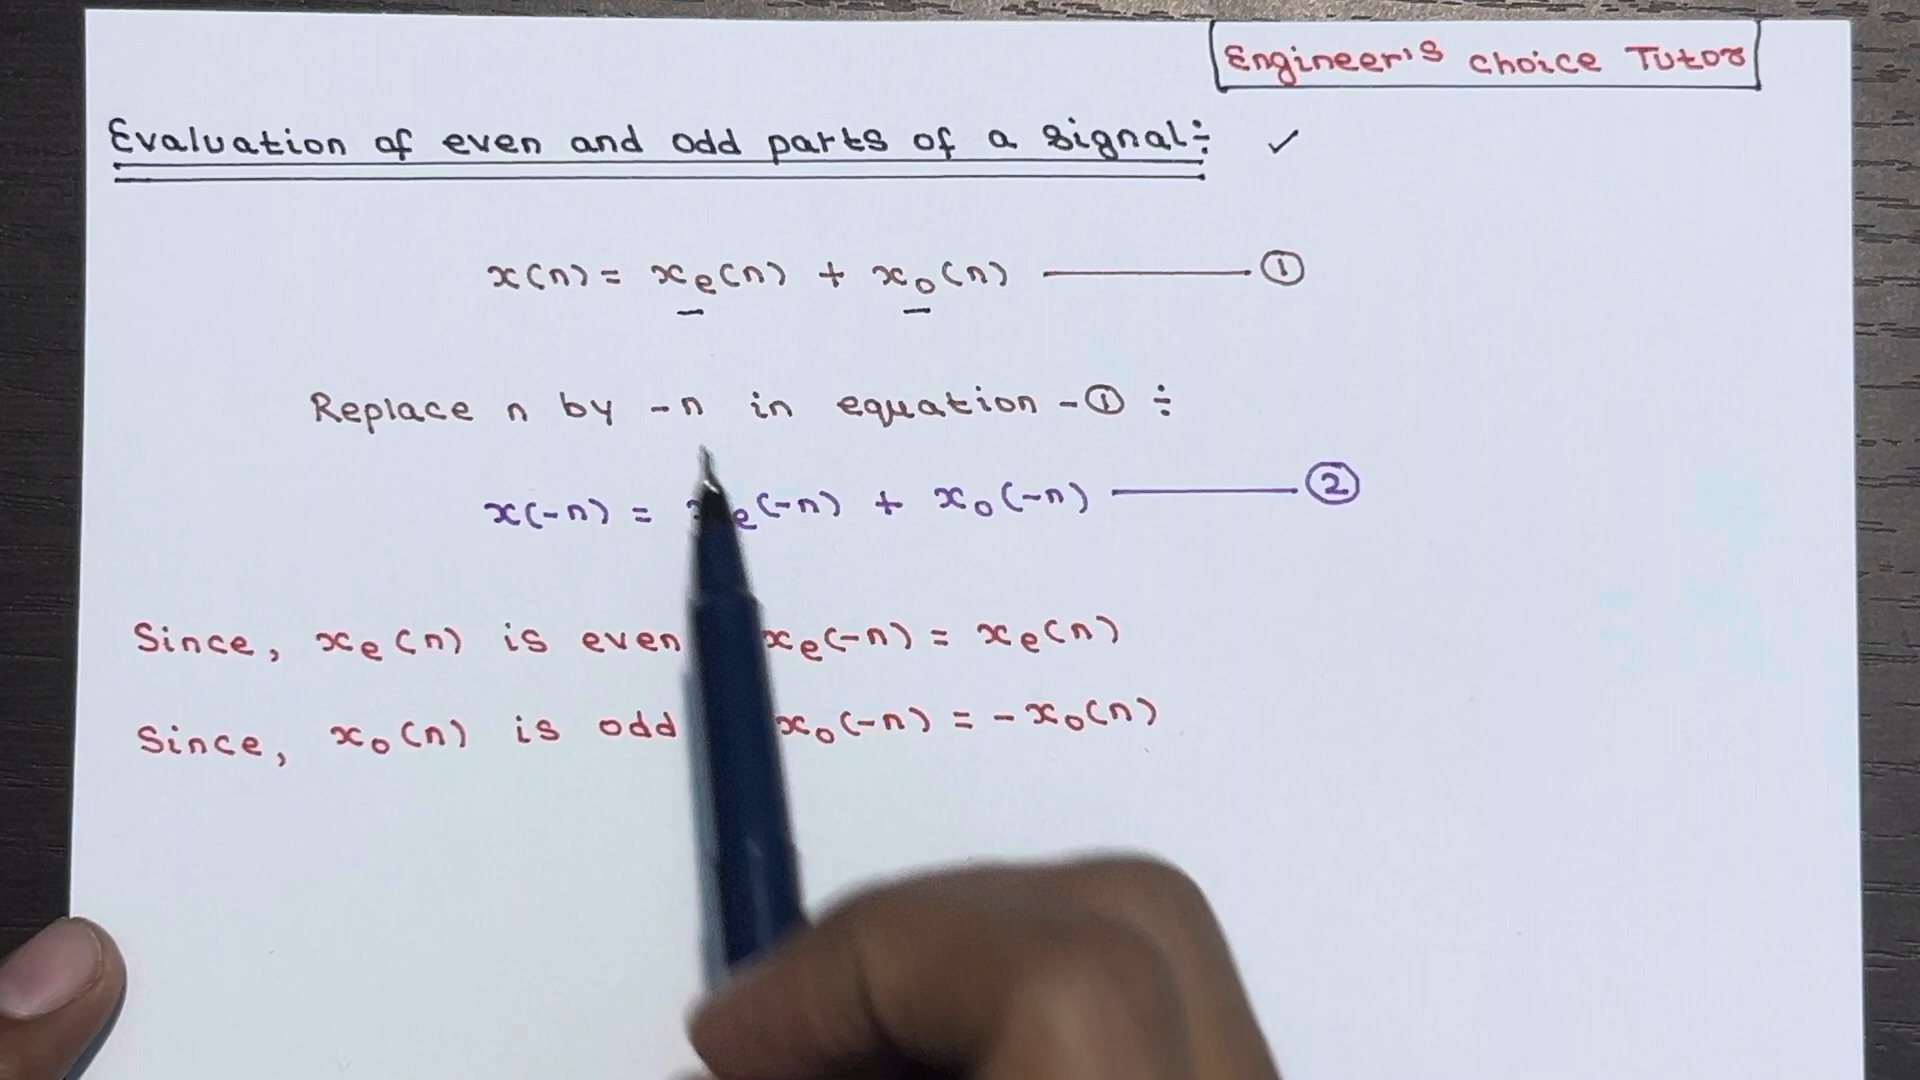 Engineer's choice Tutor
Evaluation of even and odd parts of a signal÷ ✓
x(n) = xe(n) + xo(n) ——— ①
Replace n by -n in equation -① ÷
x(-n) = xe(-n) + xo(-n) ——— ②
Since, xe(n) is even xe(-n) = xe(n)
Since, xo(n) is odd xo(-n) = -xo(n)